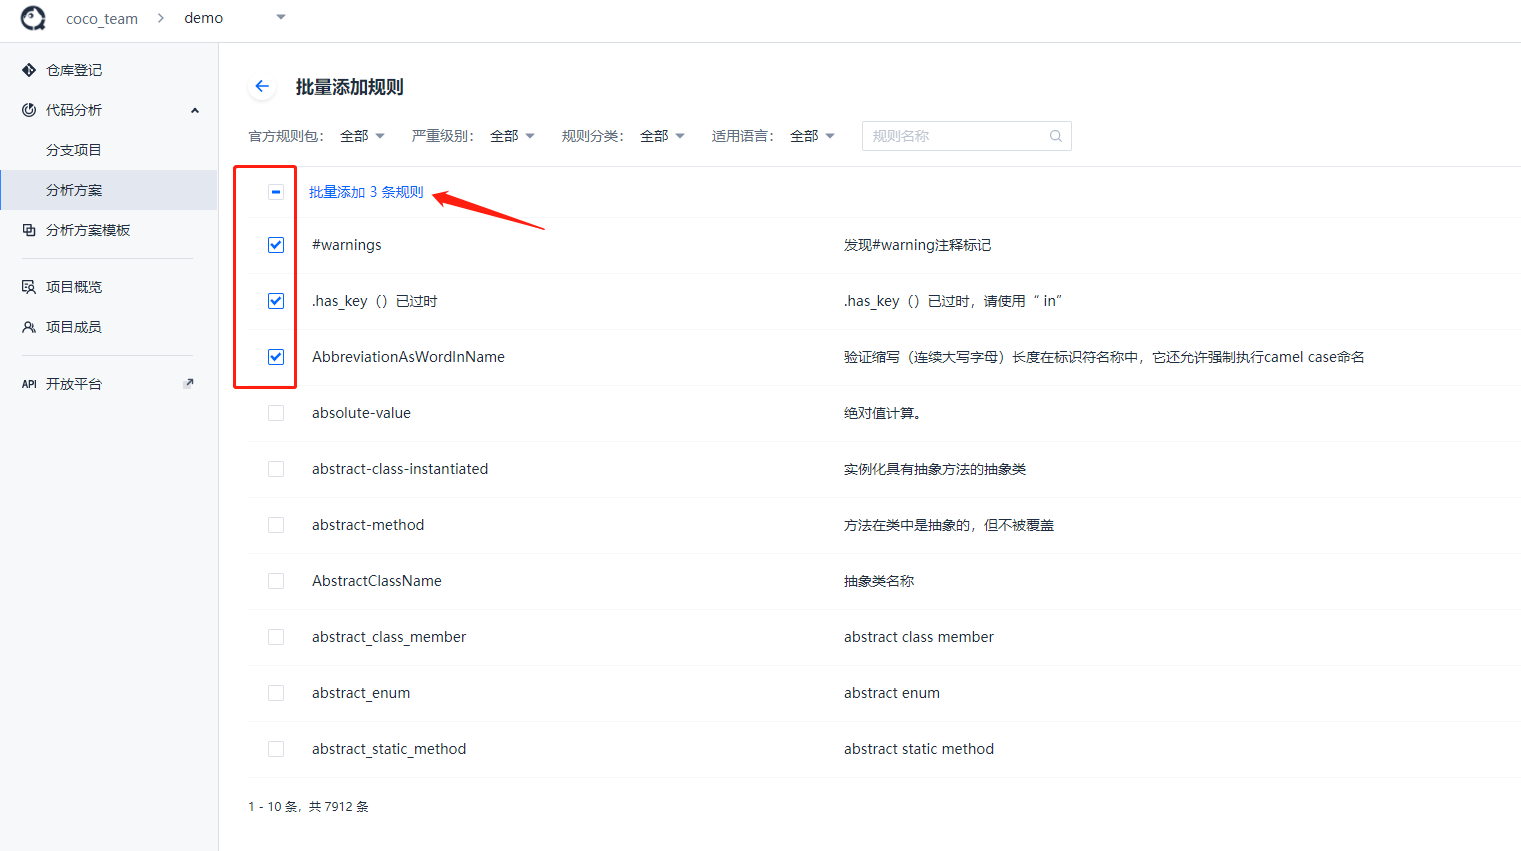 coco_team > demo
仓库登记
代码分析
分支项目
分析方案
分析方案模板
项目概览
项目成员
API 开放平台
批量添加规则
官方规则包： 全部 严重级别： 全部 规则分类： 全部 适用语言： 全部 规则名称
批量添加 3 条规则
#warnings 发现#warning注释标记
.has_key（）已过时 .has_key（）已过时，请使用“ in”
AbbreviationAsWordInName 验证缩写（连续大写字母）长度在标识符名称中，它还允许强制执行camel case命名
absolute-value 绝对值计算。
abstract-class-instantiated 实例化具有抽象方法的抽象类
abstract-method 方法在类中是抽象的，但不被覆盖
AbstractClassName 抽象类名称
abstract_class_member abstract class member
abstract_enum abstract enum
abstract_static_method abstract static method
1 - 10 条，共 7912 条